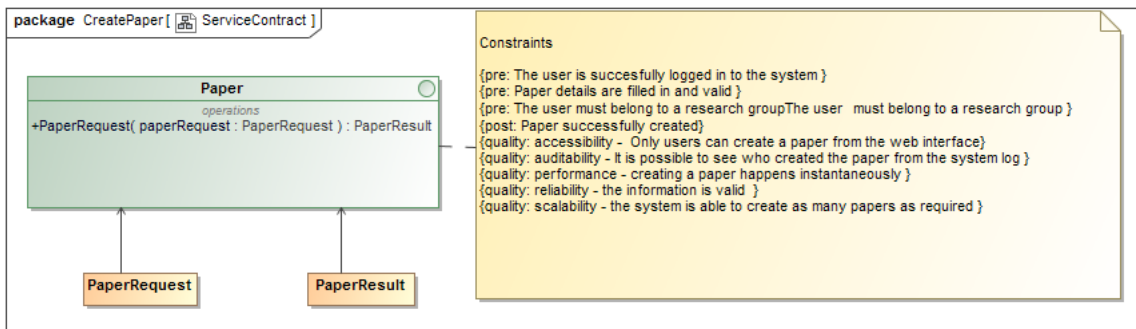 package CreatePaper [ ServiceContract ]
Paper
operations
+PaperRequest( paperRequest : PaperRequest ) : PaperResult
PaperRequest
PaperResult
Constraints
{pre: The user is succesfully logged in to the system }
{pre: Paper details are filled in and valid }
{pre: The user must belong to a research groupThe user must belong to a research group }
{post: Paper successfully created}
{quality: accessibility - Only users can create a paper from the web interface}
{quality: auditability - It is possible to see who created the paper from the system log }
{quality: performance - creating a paper happens instantaneously }
{quality: reliability - the information is valid }
{quality: scalability - the system is able to create as many papers as required }